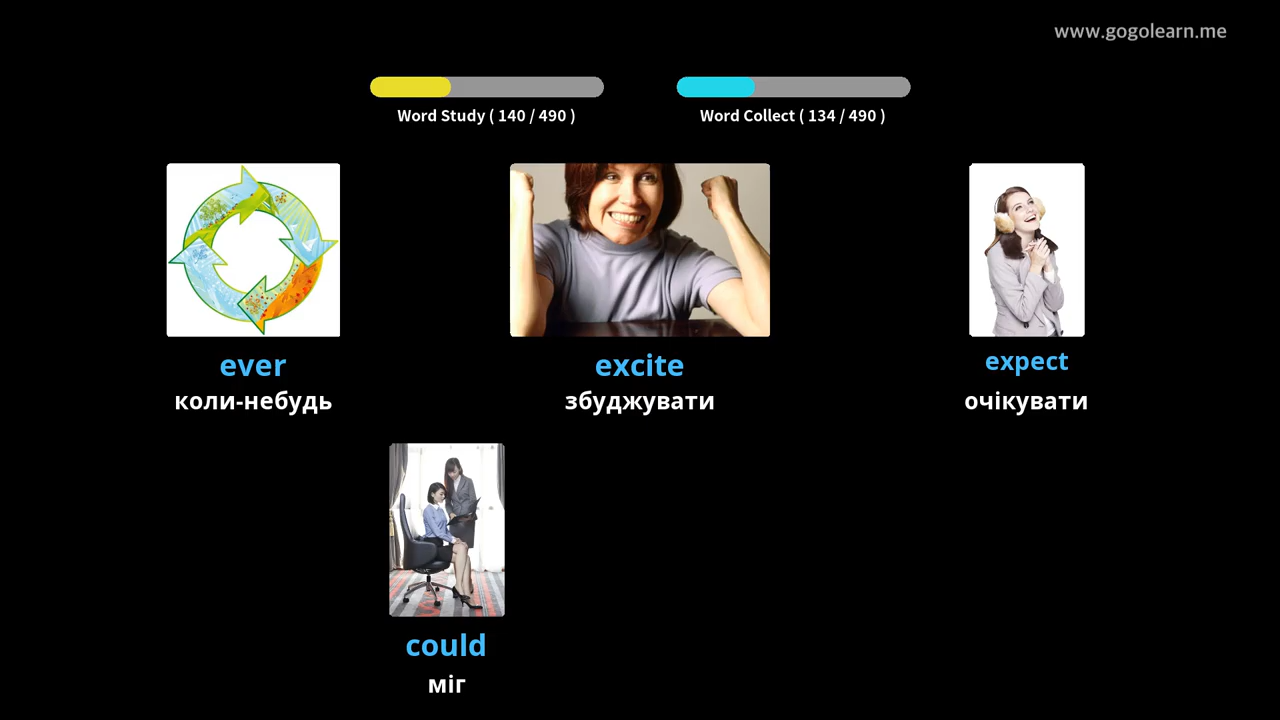 www.gogolearn.me
Word Study ( 140 / 490 )
Word Collect ( 134 / 490 )
ever
коли-небудь
excite
збуджувати
expect
очікувати
could
міг